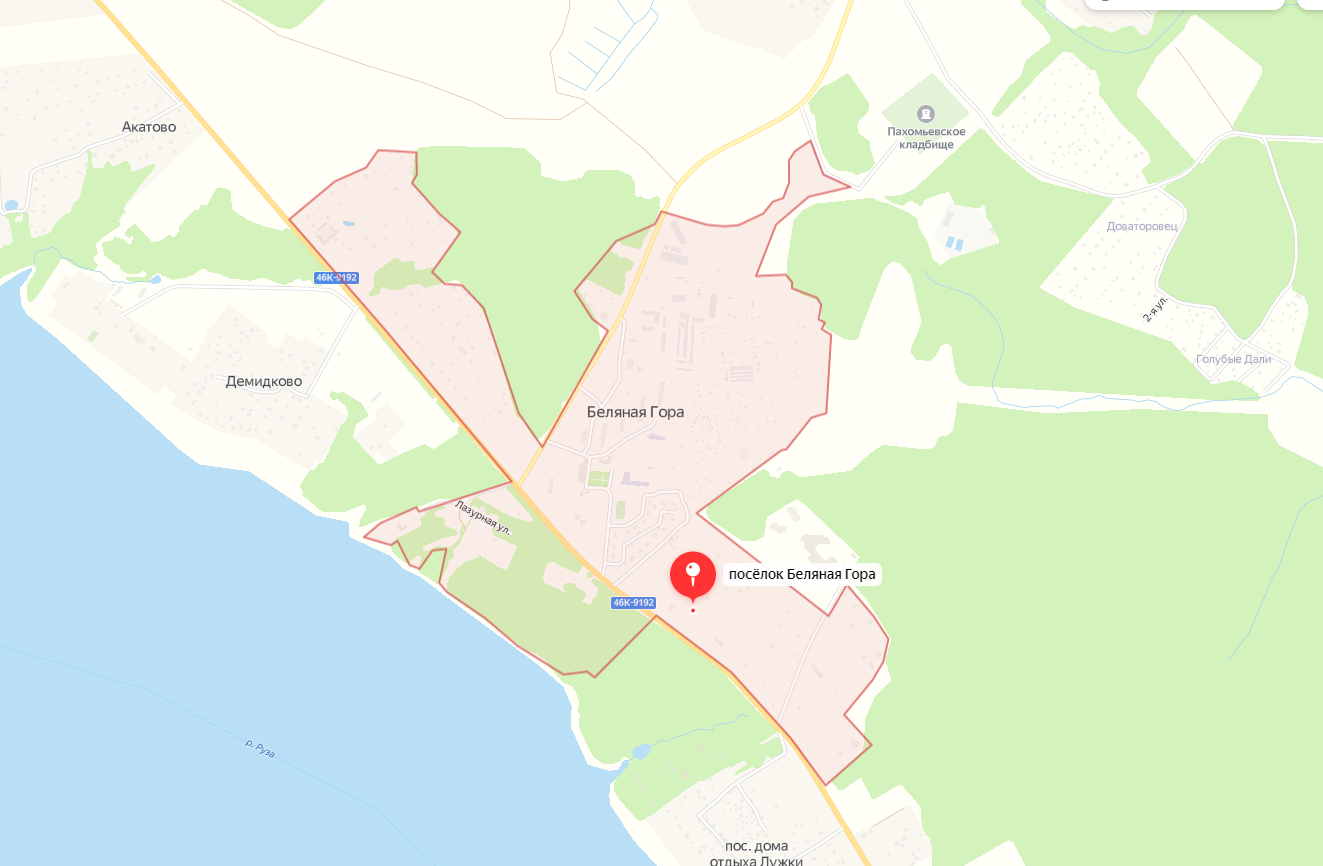 Акатово
Пахомьевское
кладбище
Доваторовец
46К-9192
2-я ул.
Голубые Дали
Демидково
Беляная Гора
Лазурная ул.
посёлок Беляная Гора
46К-9192
р. Руза
пос. дома
отдыха Лужки